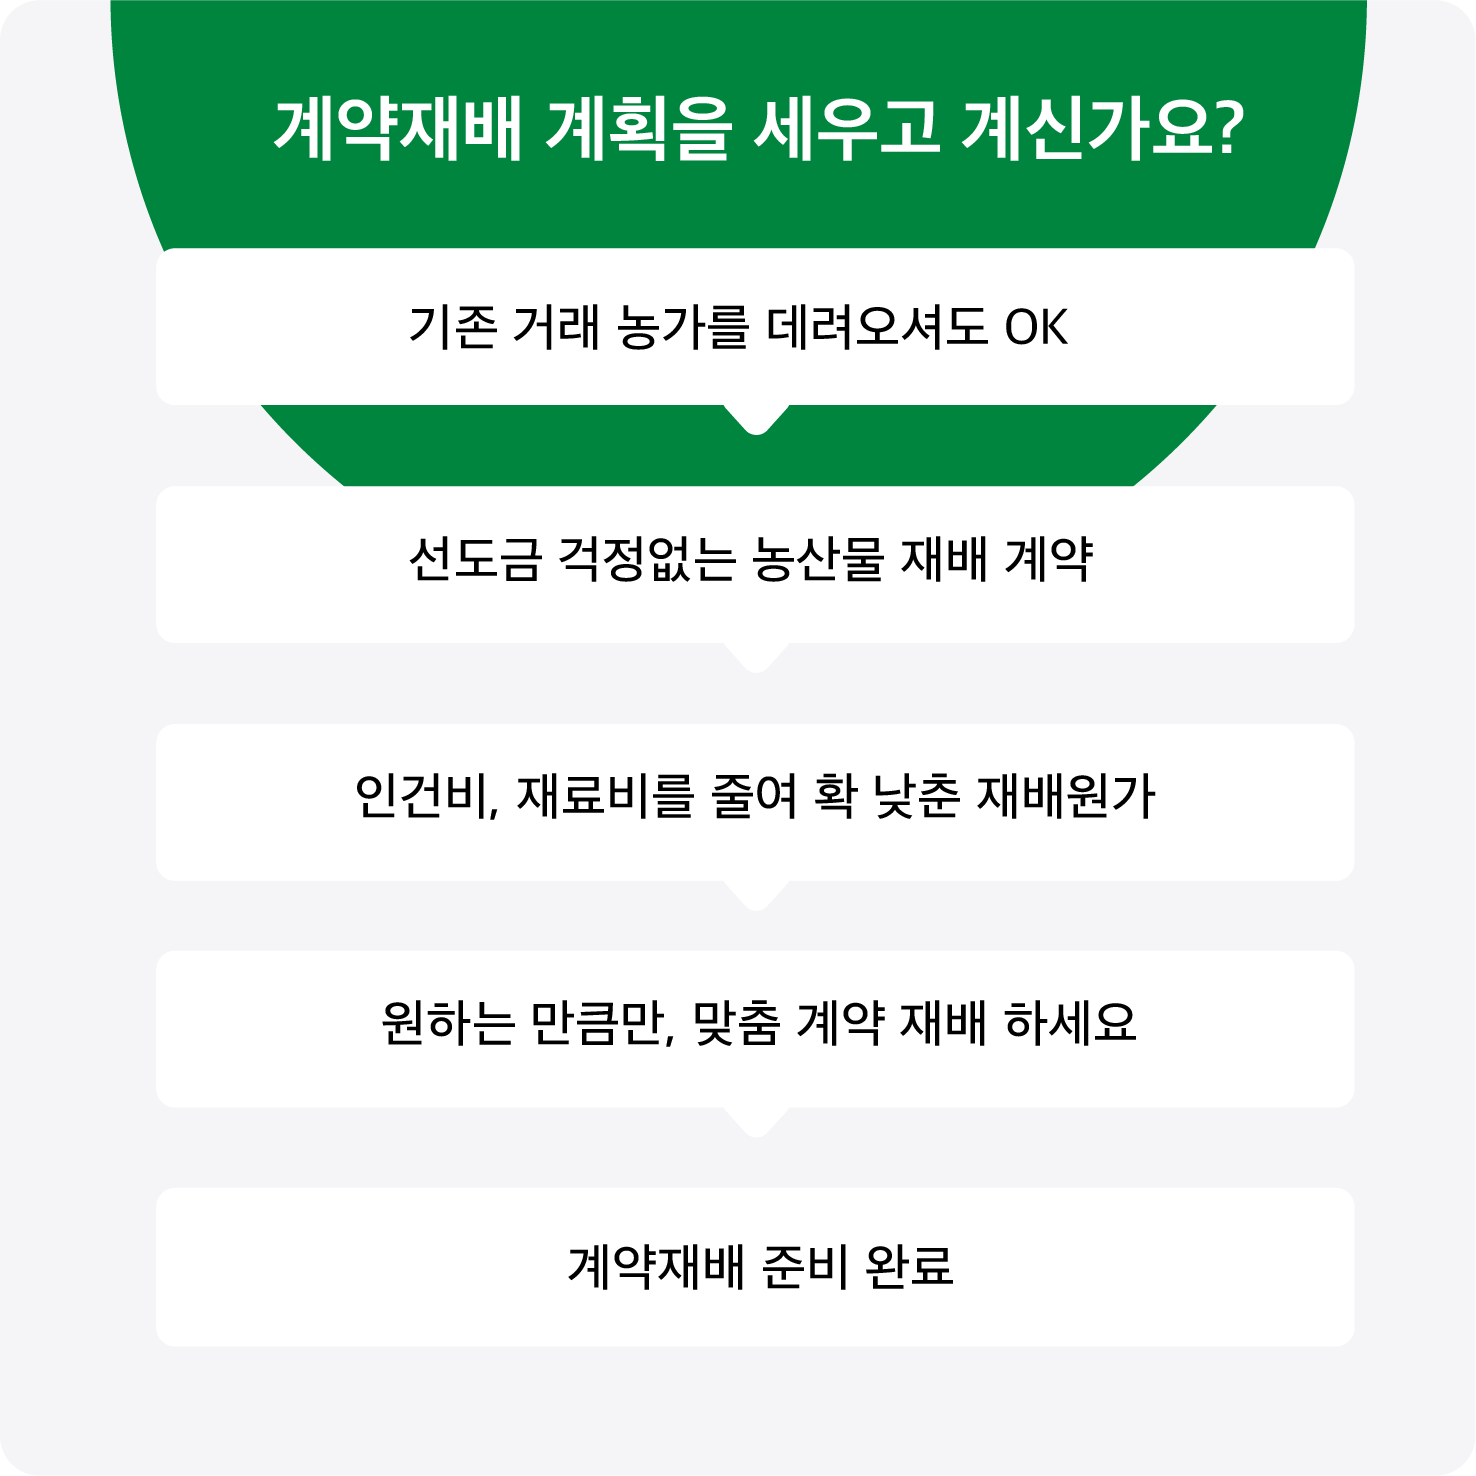 계약재배 계획을 세우고 계신가요?
기존 거래 농가를 데려오셔도 OK
선도금 걱정없는 농산물 재배 계약
인건비, 재료비를 줄여 확 낮춘 재배원가
원하는 만큼만, 맞춤 계약 재배 하세요
계약재배 준비 완료